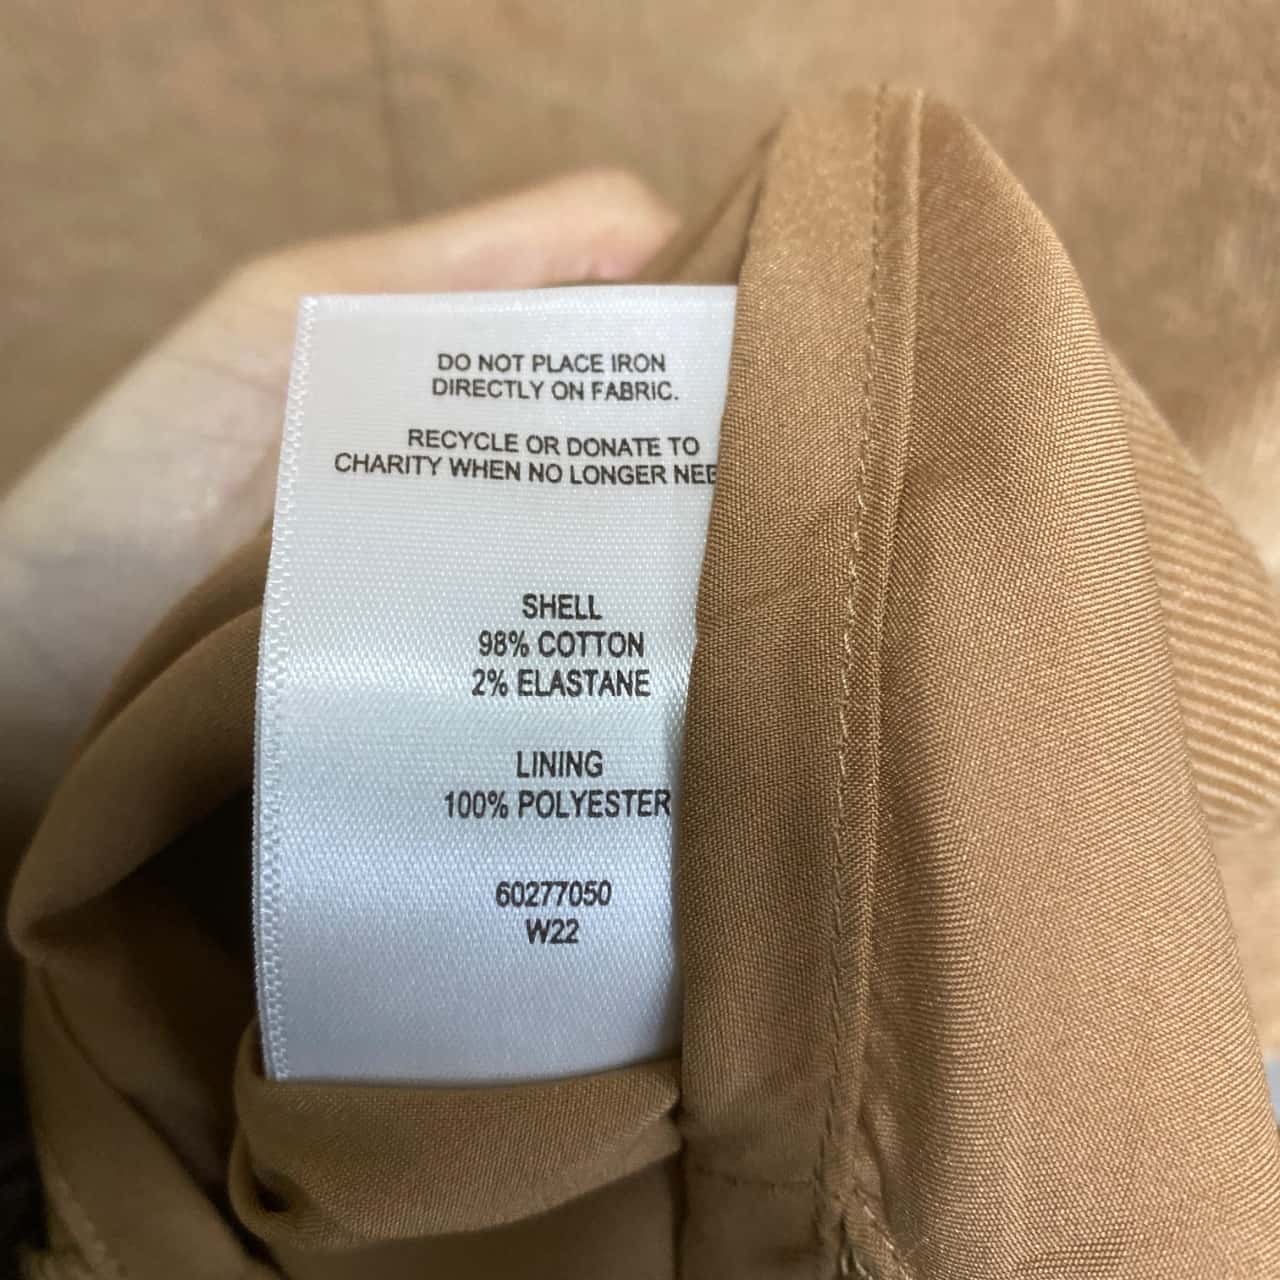 DO NOT PLACE IRON
DIRECTLY ON FABRIC.
RECYCLE OR DONATE TO
CHARITY WHEN NO LONGER NEE
SHELL
98% COTTON
2% ELASTANE
LINING
100% POLYESTER
60277050
W22